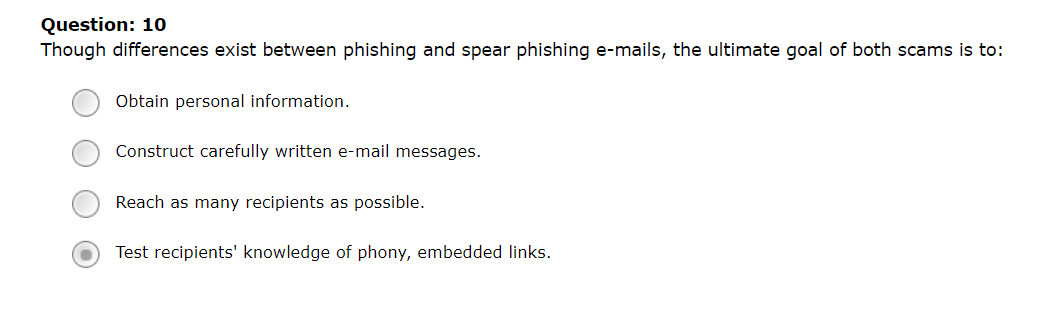 Question: 10
Though differences exist between phishing and spear phishing e-mails, the ultimate goal of both scams is to:
Obtain personal information.
Construct carefully written e-mail messages.
Reach as many recipients as possible.
Test recipients' knowledge of phony, embedded links.